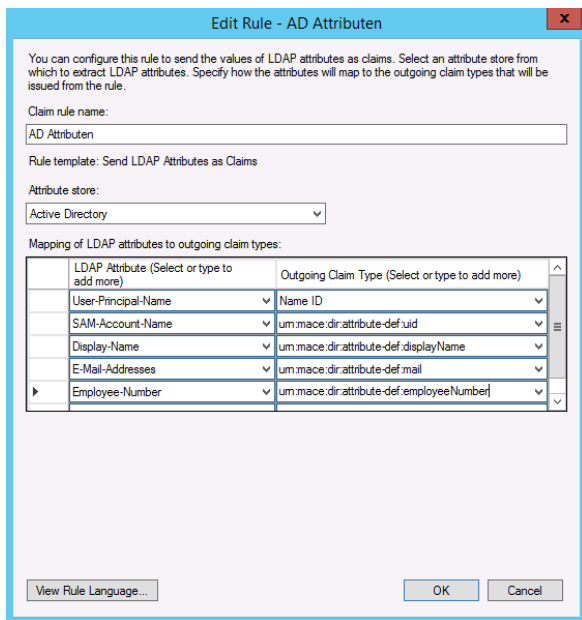 Edit Rule - AD Attributen
x
You can configure this rule to send the values of LDAP attributes as claims. Select an attribute store from
which to extract LDAP attributes. Specify how the attributes will map to the outgoing claim types that will be
issued from the rule.
Claim rule name:
AD Attributen
Rule template: Send LDAP Attributes as Claims
Attribute store:
Active Directory
Mapping of LDAP attributes to outgoing claim types:
LDAP Attribute (Select or type to
add more)
Outgoing Claim Type (Select or type to add more)
User-Principal-Name Name ID
SAM-Account-Name urn:mace:dir:attribute-def:uid
Display-Name urn:mace:dir:attribute-def:displayName
E-Mail-Addresses urn:mace:dir:attribute-def:mail
Employee-Number urn:mace:dir:attribute-def:employeeNumber
View Rule Language...
OK
Cancel